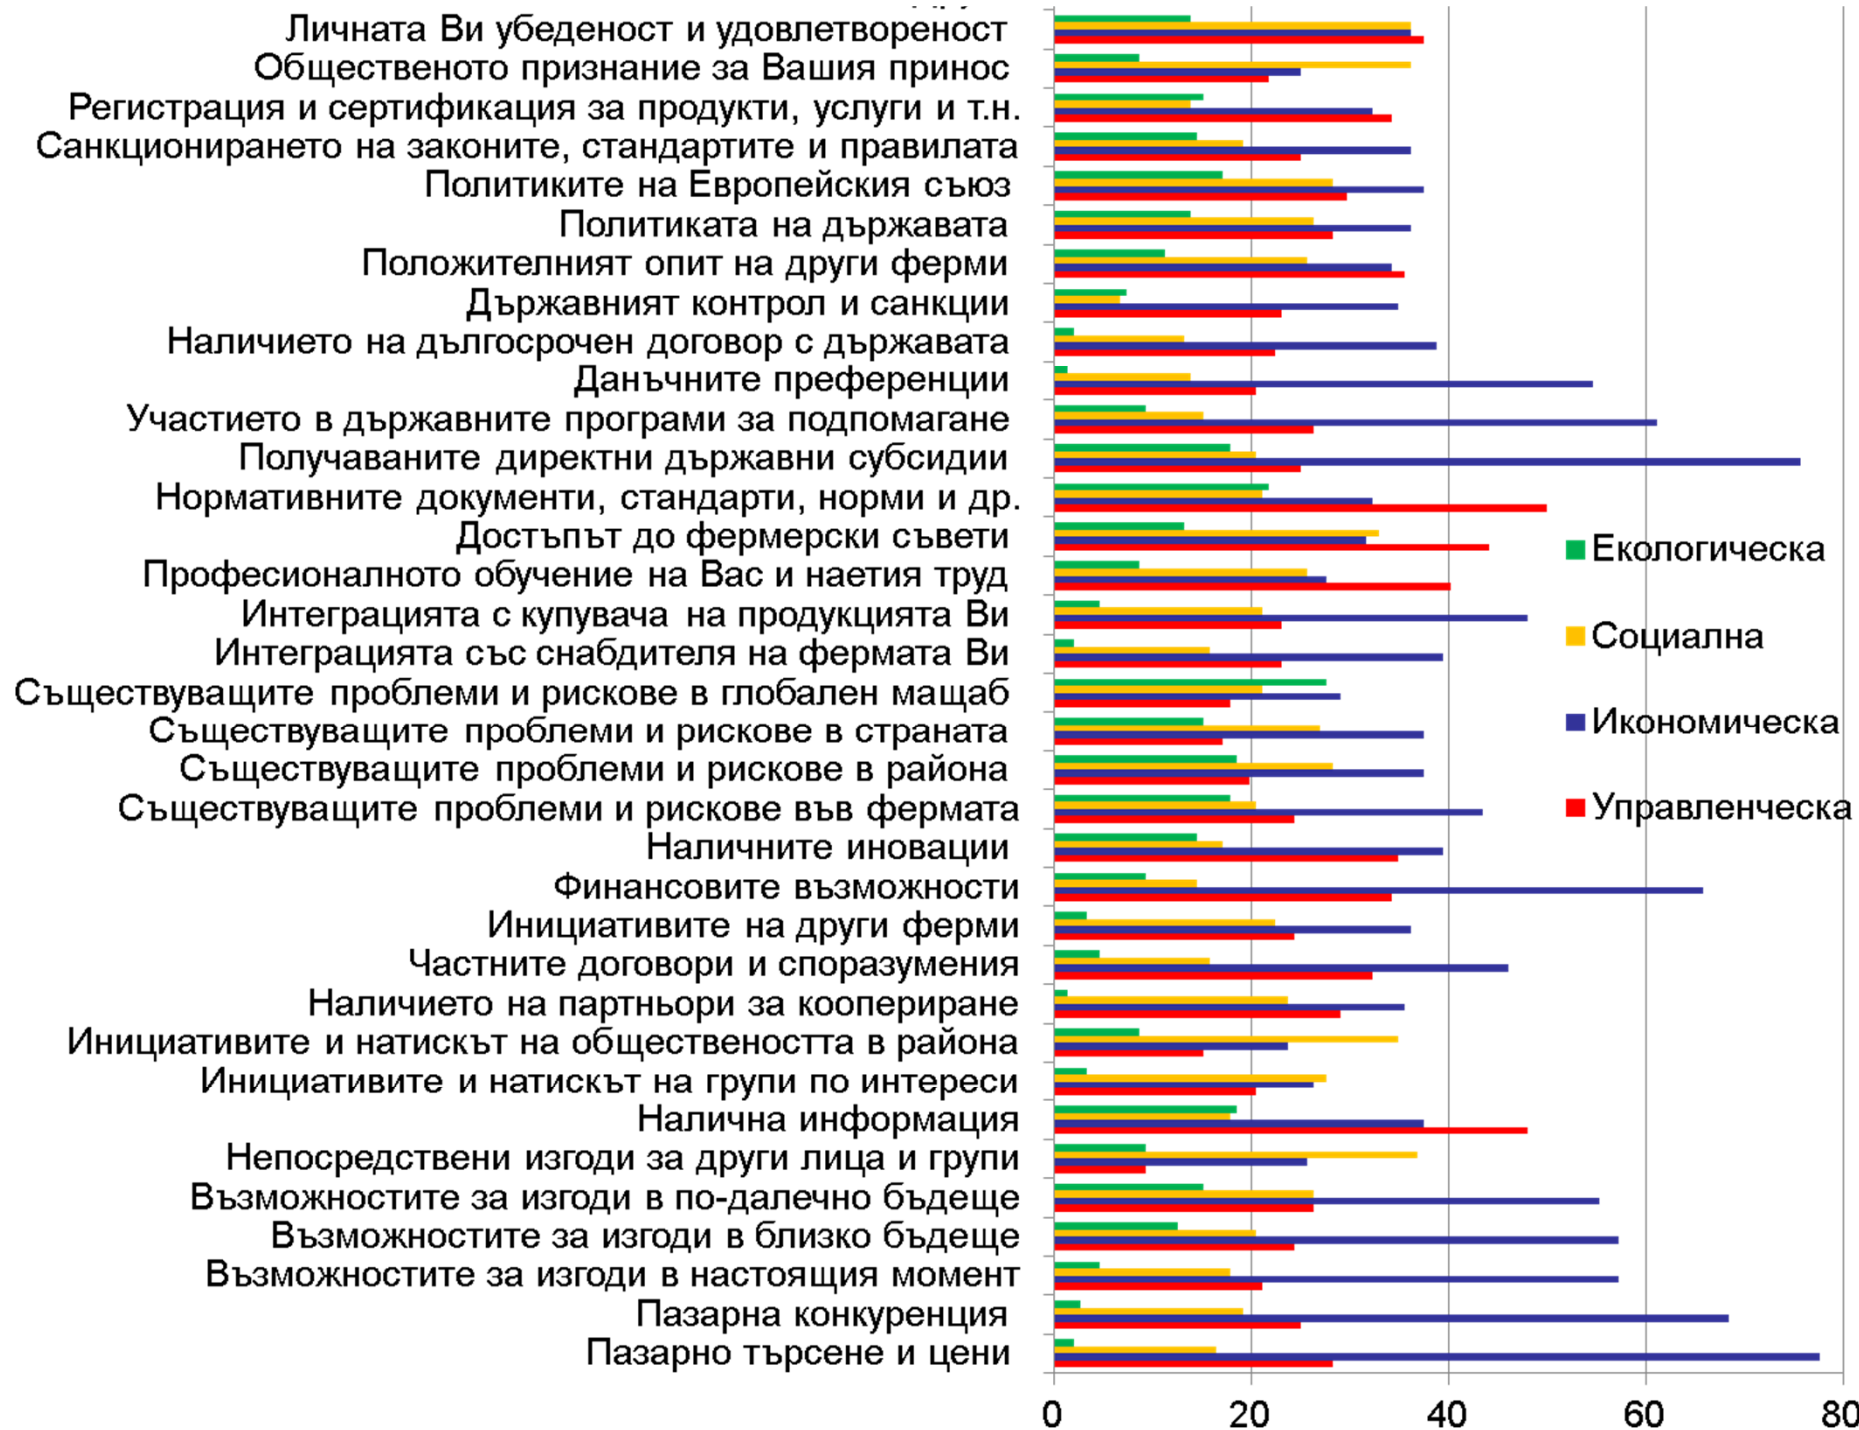 Личната Ви убеденост и удовлетвореност
Общественото признание за Вашия принос
Регистрация и сертификация за продукти, услуги и т.н.
Санкционирането на законите, стандартите и правилата
Политиките на Европейския съюз
Политиката на държавата
Положителният опит на други ферми
Държавният контрол и санкции
Наличието на дългосрочен договор с държавата
Данъчните преференции
Участието в държавните програми за подпомагане
Получаваните директни държавни субсидии
Нормативните документи, стандарти, норми и др.
Достъпът до фермерски съвети
Професионалното обучение на Вас и наетия труд
Интеграцията с купувача на продукцията Ви
Интеграцията със снабдителя на фермата Ви
Съществуващите проблеми и рискове в глобален мащаб
Съществуващите проблеми и рискове в страната
Съществуващите проблеми и рискове в района
Съществуващите проблеми и рискове във фермата
Наличните иновации
Финансовите възможности
Инициативите на други ферми
Частните договори и споразумения
Наличието на партньори за коопериране
Инициативите и натискът на обществеността в района
Инициативите и натискът на групи по интереси
Налична информация
Непосредствени изгоди за други лица и групи
Възможностите за изгоди в по-далечно бъдеще
Възможностите за изгоди в близко бъдеще
Възможностите за изгоди в настоящия момент
Пазарна конкуренция
Пазарно търсене и цени
0 20 40 60 80
Екологическа
Социална
Икономическа
Управленческа